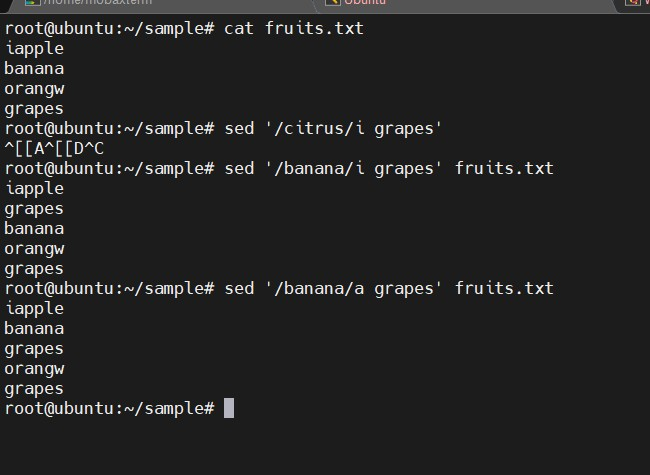 /home/mobaxterm
Ubuntu
root@ubuntu:~/sample# cat fruits.txt
iapple
banana
orangw
grapes
root@ubuntu:~/sample# sed '/citrus/i grapes'
^[[A^[[D^C
root@ubuntu:~/sample# sed '/banana/i grapes' fruits.txt
iapple
grapes
banana
orangw
grapes
root@ubuntu:~/sample# sed '/banana/a grapes' fruits.txt
iapple
banana
grapes
orangw
grapes
root@ubuntu:~/sample#